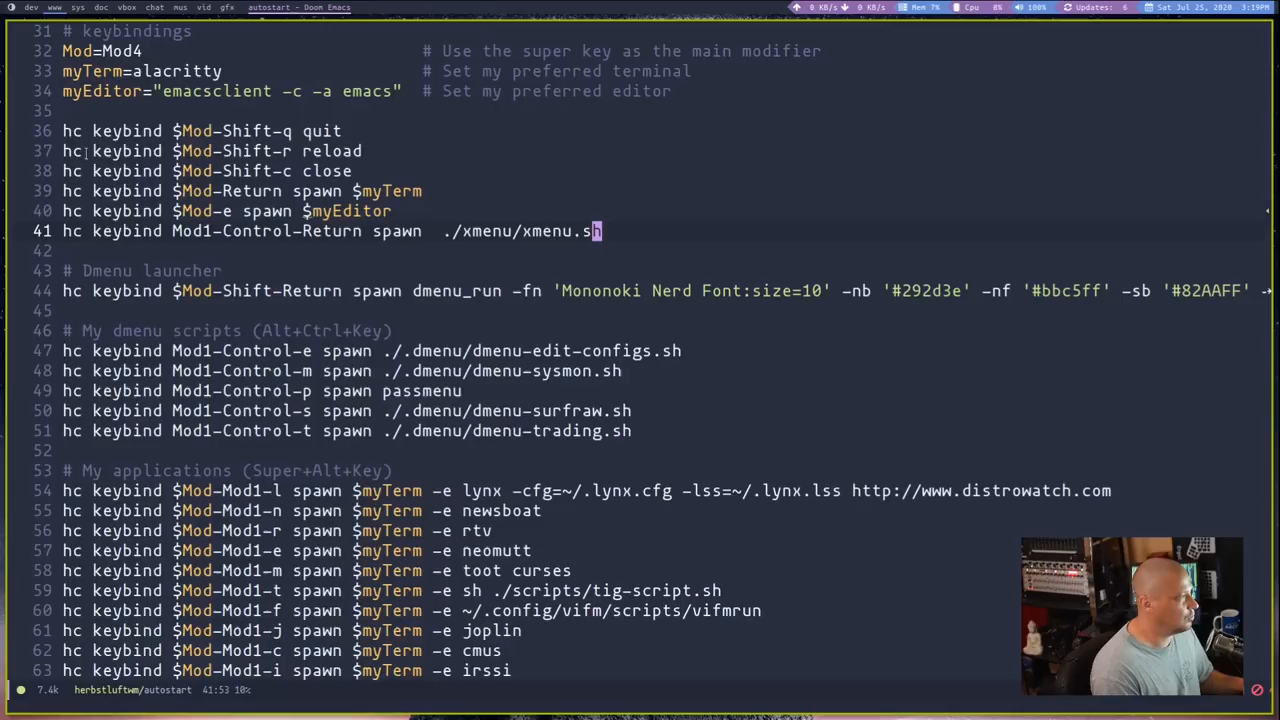 dev www sys doc vbox chat mus vid gfx autostart – Doom Emacs 0 KB/s 0 KB/s Mem 7% Cpu 8% 100% Updates: 6 Sat Jul 25, 2020 3:19PM
31 # keybindings
32 Mod=Mod4 # Use the super key as the main modifier
33 myTerm=alacritty # Set my preferred terminal
34 myEditor="emacsclient -c -a emacs" # Set my preferred editor
35
36 hc keybind $Mod-Shift-q quit
37 hc keybind $Mod-Shift-r reload
38 hc keybind $Mod-Shift-c close
39 hc keybind $Mod-Return spawn $myTerm
40 hc keybind $Mod-e spawn $myEditor
41 hc keybind Mod1-Control-Return spawn  ./xmenu/xmenu.sh
42
43 # Dmenu launcher
44 hc keybind $Mod-Shift-Return spawn dmenu_run -fn 'Mononoki Nerd Font:size=10' -nb '#292d3e' -nf '#bbc5ff' -sb '#82AAFF' -
45
46 # My dmenu scripts (Alt+Ctrl+Key)
47 hc keybind Mod1-Control-e spawn ./.dmenu/dmenu-edit-configs.sh
48 hc keybind Mod1-Control-m spawn ./.dmenu/dmenu-sysmon.sh
49 hc keybind Mod1-Control-p spawn passmenu
50 hc keybind Mod1-Control-s spawn ./.dmenu/dmenu-surfraw.sh
51 hc keybind Mod1-Control-t spawn ./.dmenu/dmenu-trading.sh
52
53 # My applications (Super+Alt+Key)
54 hc keybind $Mod-Mod1-l spawn $myTerm -e lynx -cfg=~/.lynx.cfg -lss=~/.lynx.lss http://www.distrowatch.com
55 hc keybind $Mod-Mod1-n spawn $myTerm -e newsboat
56 hc keybind $Mod-Mod1-r spawn $myTerm -e rtv
57 hc keybind $Mod-Mod1-e spawn $myTerm -e neomutt
58 hc keybind $Mod-Mod1-m spawn $myTerm -e toot curses
59 hc keybind $Mod-Mod1-t spawn $myTerm -e sh ./scripts/tig-script.sh
60 hc keybind $Mod-Mod1-f spawn $myTerm -e ~/.config/vifm/scripts/vifmrun
61 hc keybind $Mod-Mod1-j spawn $myTerm -e joplin
62 hc keybind $Mod-Mod1-c spawn $myTerm -e cmus
63 hc keybind $Mod-Mod1-i spawn $myTerm -e irssi
7.4k herbstluftwm/autostart 41:53 10%